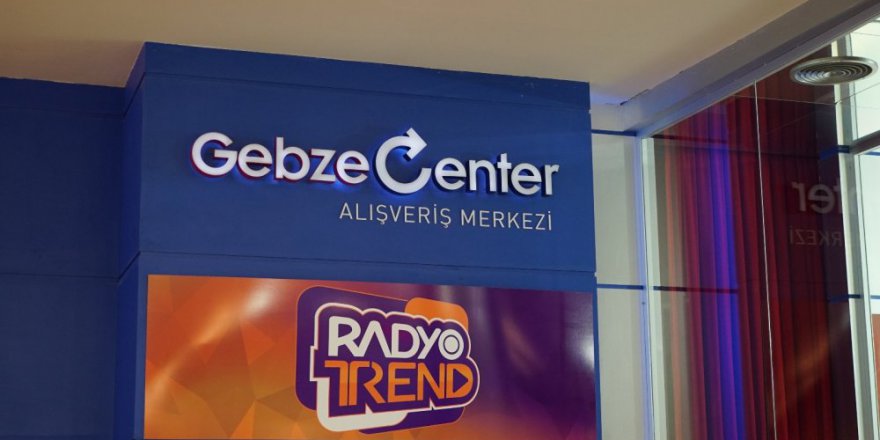 GebzeCenter
ALIŞVERİŞ MERKEZİ
RADYO
TREND